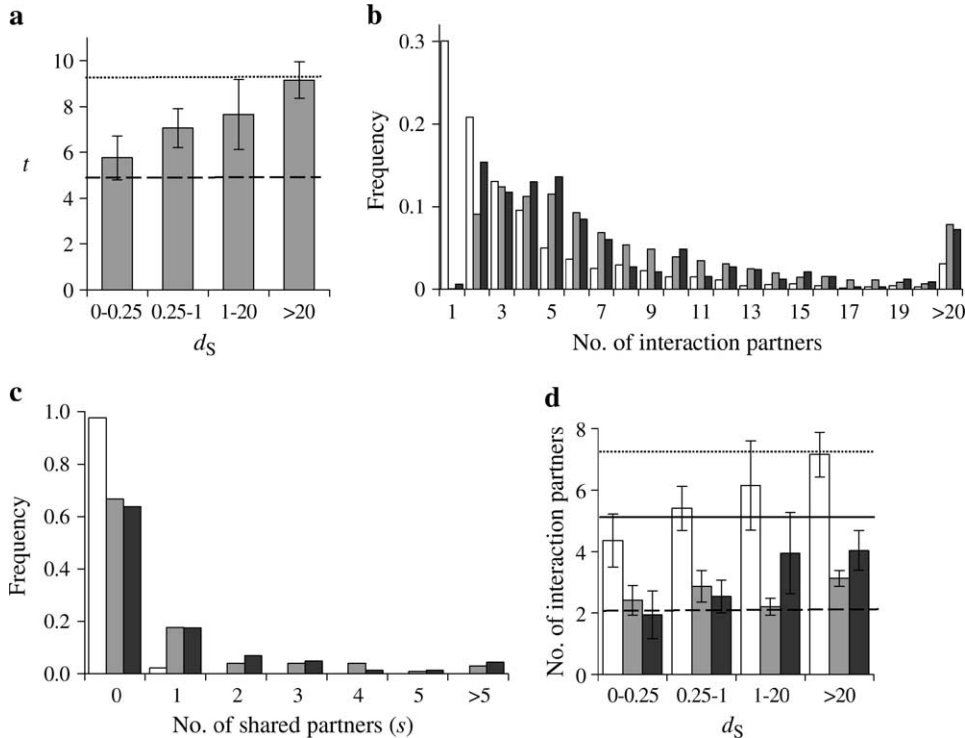 a
10
8
6
4
2
0
t
0-0.25 0.25-1 1-20 >20
dS
b
0.3
0.2
0.1
0
Frequency
1 3 5 7 9 11 13 15 17 19 >20
No. of interaction partners
c
1.0
0.8
0.6
0.4
0.2
0.0
Frequency
0 1 2 3 4 5 >5
No. of shared partners (s)
d
8
6
4
2
0
No. of interaction partners
0-0.25 0.25-1 1-20 >20
dS